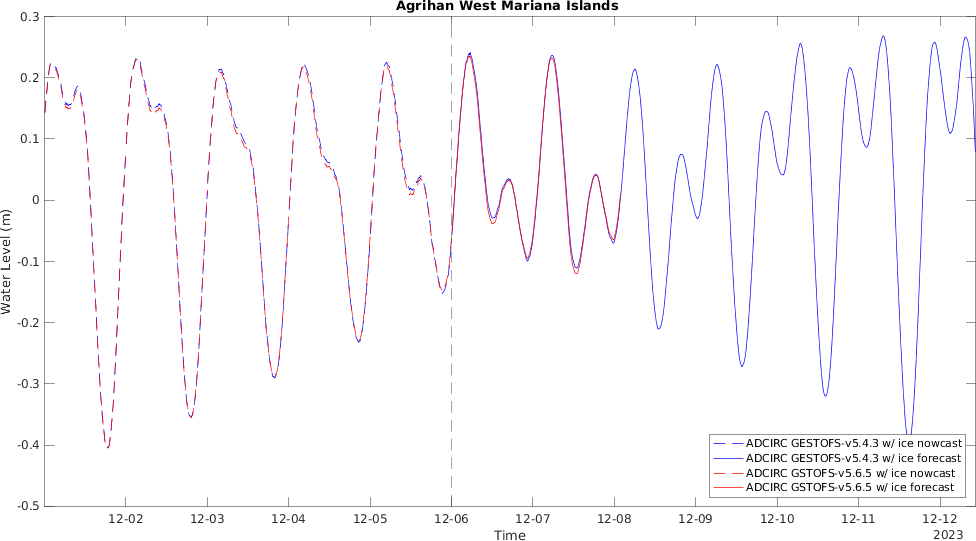 Agrihan West Mariana Islands
0.3
0.2
0.1
0
-0.1
-0.2
-0.3
-0.4
-0.5
Water Level (m)
ADCIRC GESTOFS-v5.4.3 w/ ice nowcast
ADCIRC GESTOFS-v5.4.3 w/ ice forecast
ADCIRC GSTOFS-v5.6.5 w/ ice nowcast
ADCIRC GSTOFS-v5.6.5 w/ ice forecast
12-02 12-03 12-04 12-05 12-06 12-07 12-08 12-09 12-10 12-11 12-12
Time
2023